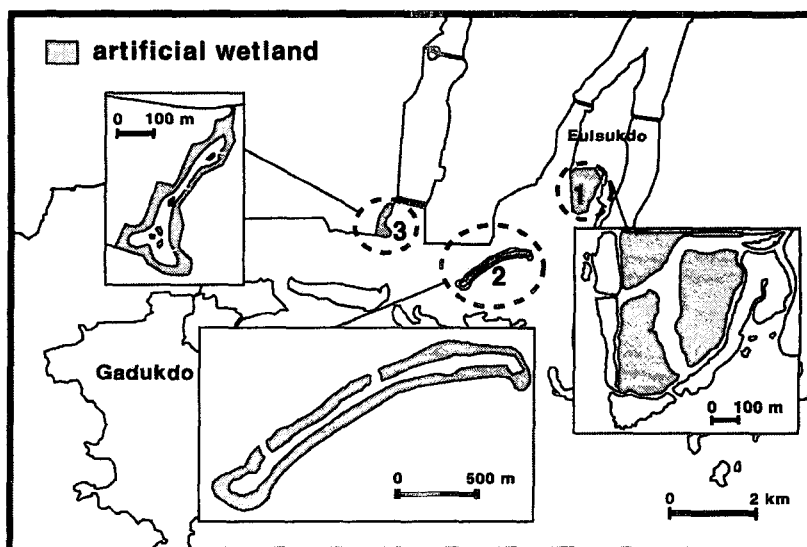 artificial wetland
0 100 m
Eulsukdo
1
3
2
Gadukdo
0 500 m
0 100 m
0 2 km